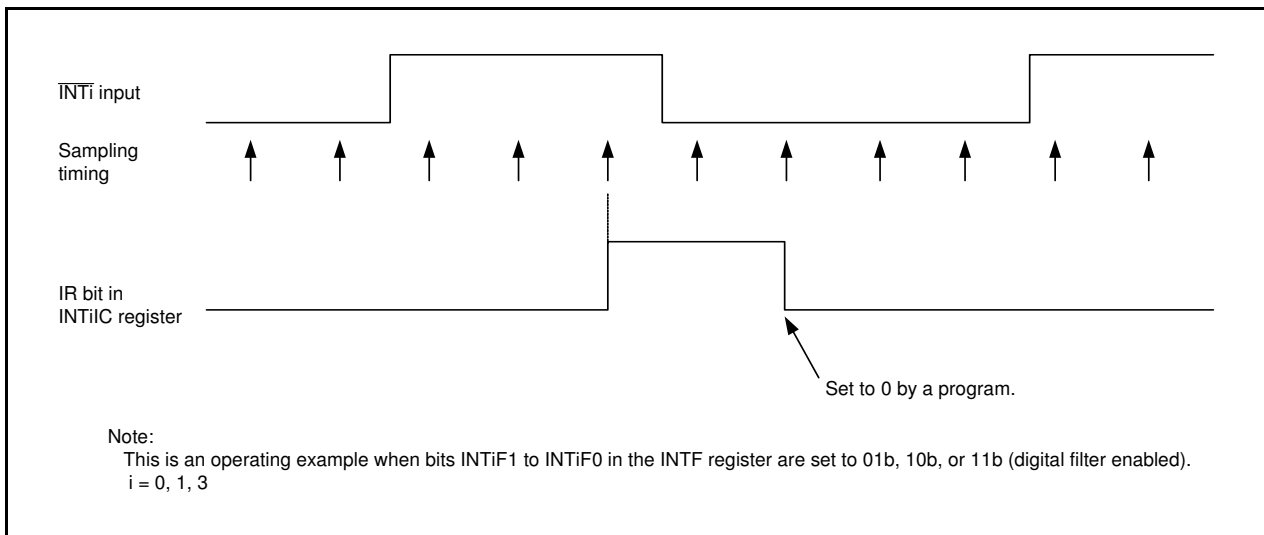 INTi input
Sampling
timing
IR bit in
INTiIC register
Set to 0 by a program.
Note:
This is an operating example when bits INTiF1 to INTiF0 in the INTF register are set to 01b, 10b, or 11b (digital filter enabled).
i = 0, 1, 3